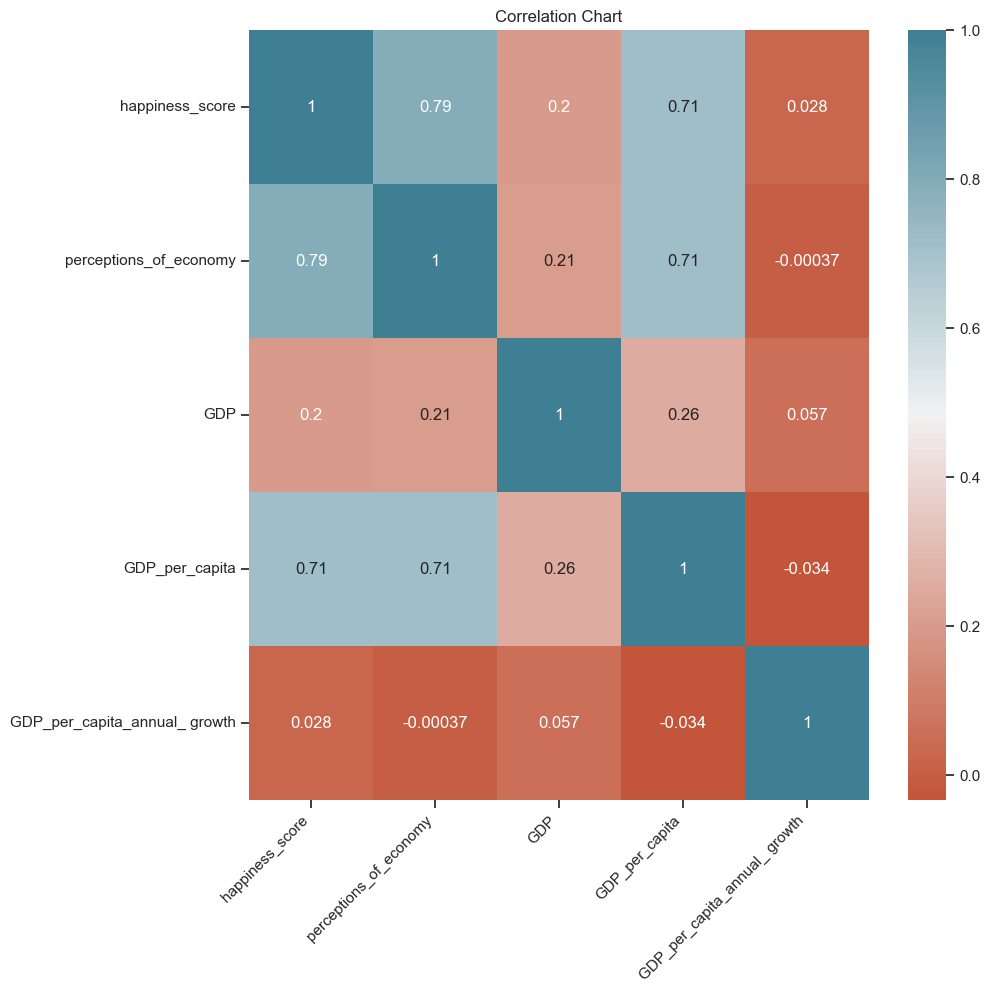 Correlation Chart
happiness_score 1 0.79 0.2 0.71 0.028
perceptions_of_economy 0.79 1 0.21 0.71 -0.00037
GDP 0.2 0.21 1 0.26 0.057
GDP_per_capita 0.71 0.71 0.26 1 -0.034
GDP_per_capita_annual_ growth 0.028 -0.00037 0.057 -0.034 1
happiness_score
perceptions_of_economy
GDP
GDP_per_capita
GDP_per_capita_annual_ growth
1.0
0.8
0.6
0.4
0.2
0.0